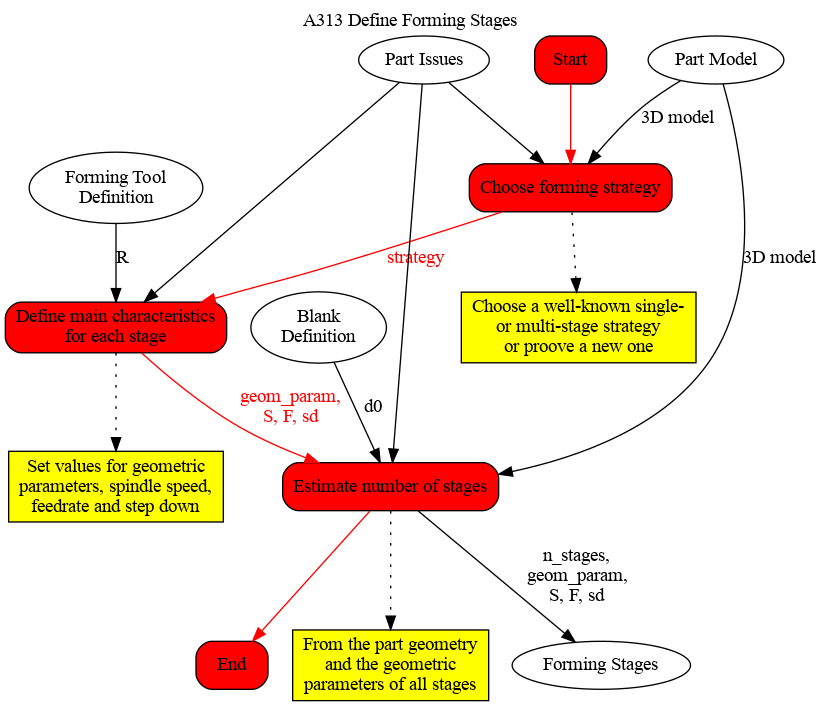 A313 Define Forming Stages
Part Issues
Start
Part Model
3D model
Forming Tool
Definition
Choose forming strategy
R
strategy
3D model
Define main characteristics
for each stage
Blank
Definition
Choose a well-known single-
or multi-stage strategy
or proove a new one
geom_param,
S, F, sd
d0
Set values for geometric
parameters, spindle speed,
feedrate and step down
Estimate number of stages
n_stages,
geom_param,
S, F, sd
End
From the part geometry
and the geometric
parameters of all stages
Forming Stages